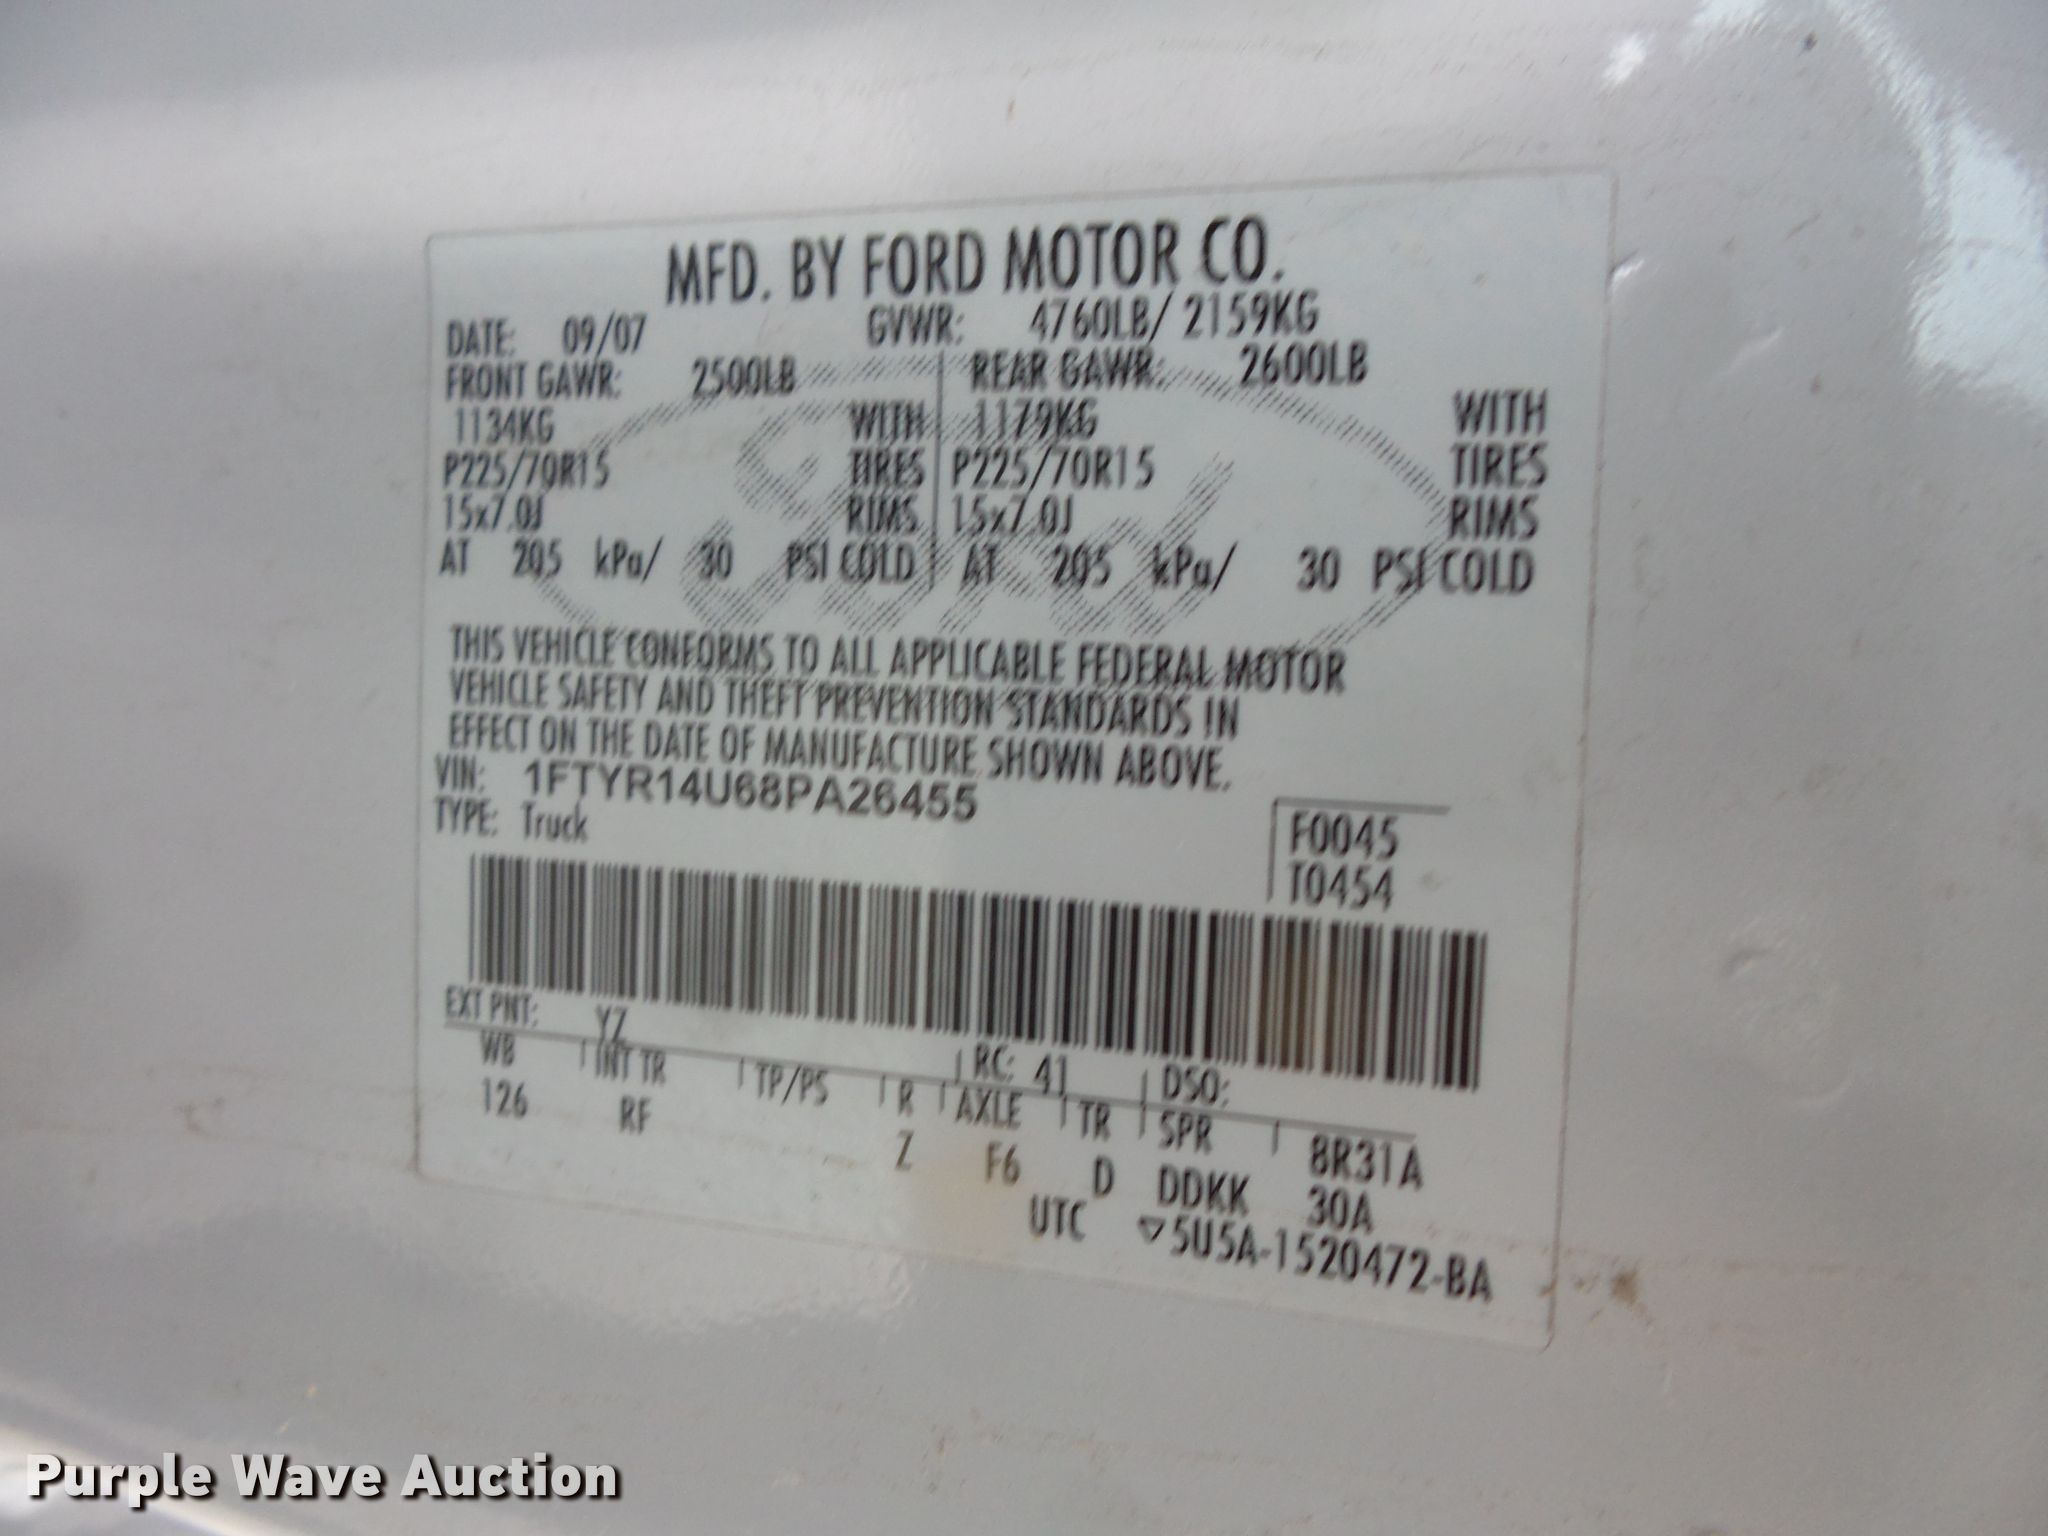 MFD. BY FORD MOTOR CO.
DATE: 09/07 GVWR: 4760LB/ 2159KG
FRONT GAWR: 2500LB REAR GAWR: 2600LB
1134KG WITH 1179KG WITH
P225/70R15 TIRES P225/70R15 TIRES
15x7.0J RIMS 15x7.0J RIMS
AT 205 kPa/ 30 PSI COLD AT 205 kPa/ 30 PSI COLD
THIS VEHICLE CONFORMS TO ALL APPLICABLE FEDERAL MOTOR
VEHICLE SAFETY AND THEFT PREVENTION STANDARDS IN
EFFECT ON THE DATE OF MANUFACTURE SHOWN ABOVE.
VIN: 1FTYR14U68PA26455
TYPE: Truck
F0045
T0454
EXT PNT: YZ RC: 41 DSO:
WB INT TR TP/PS R AXLE TR SPR 8R31A
126 RF Z F6 D DDKK 30A
UTC ▽5U5A-1520472-BA
Ford
Purple Wave Auction